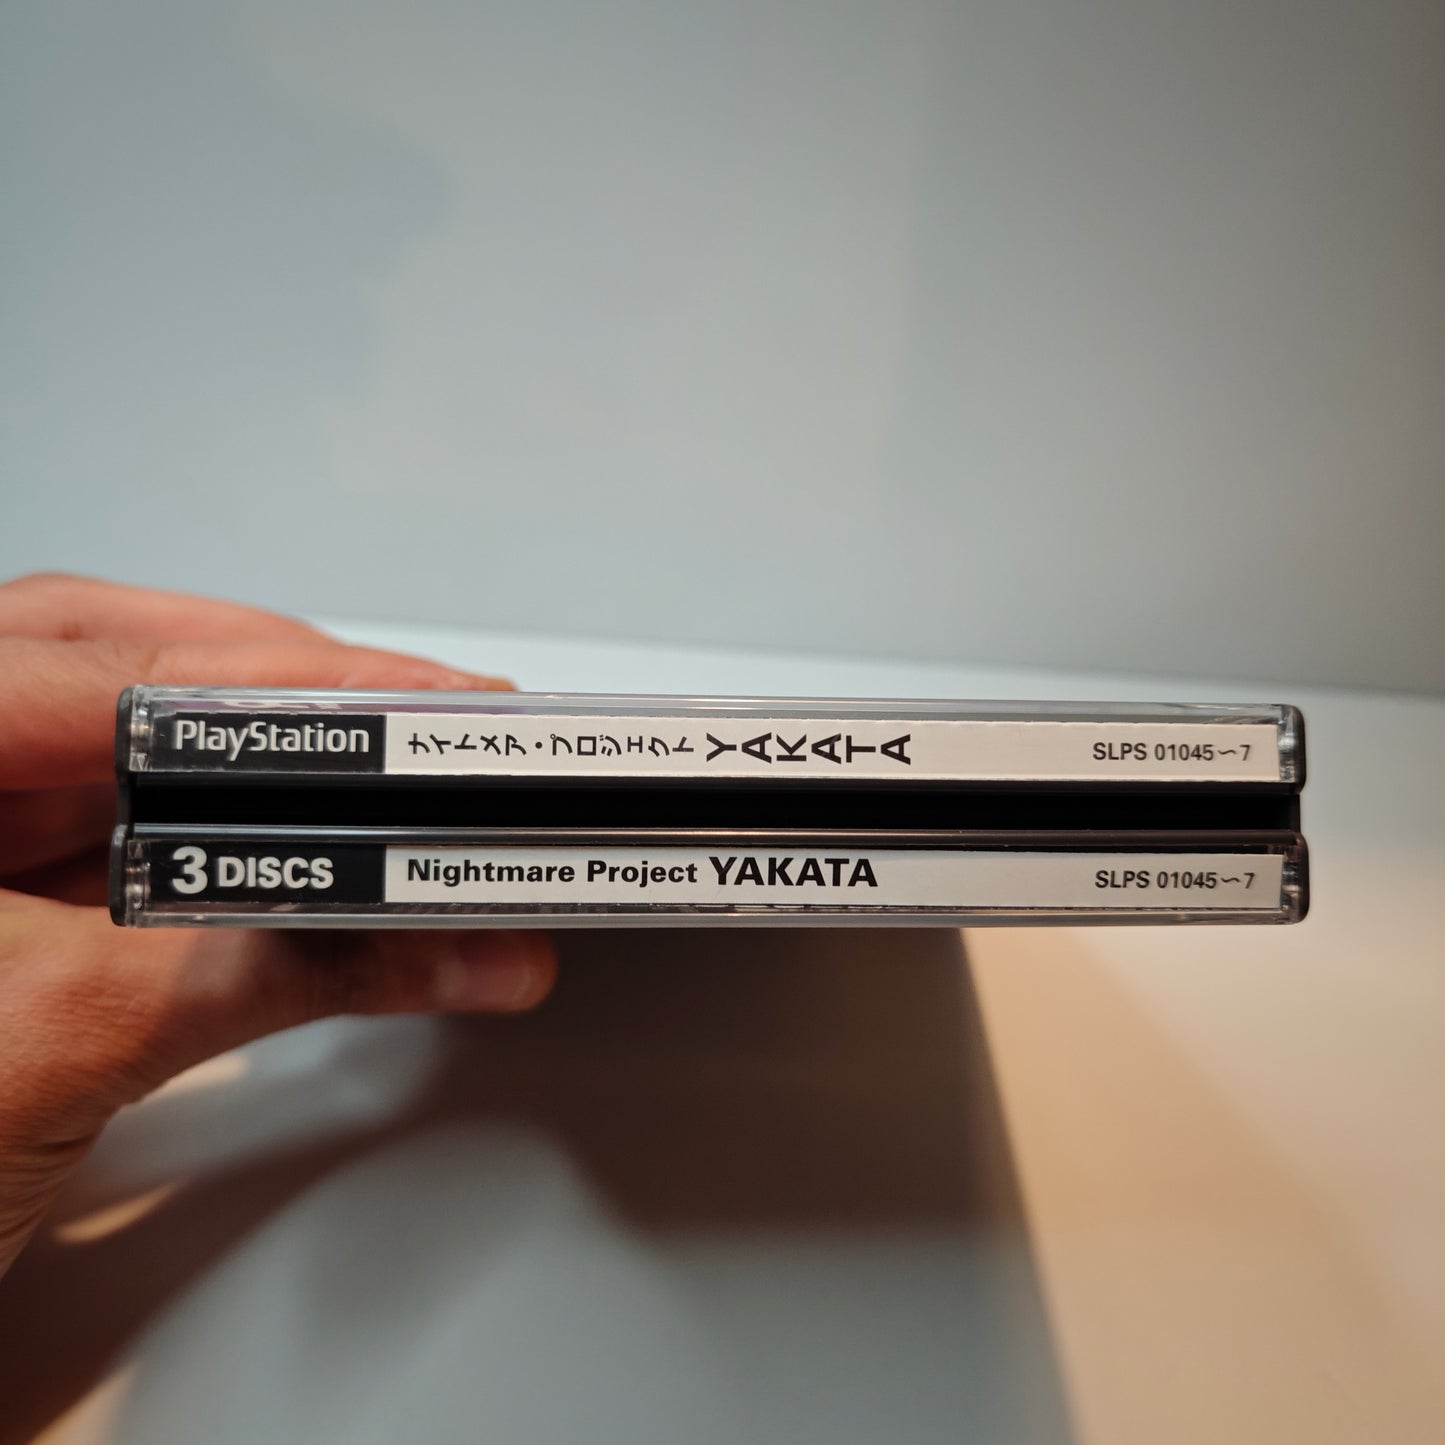 PlayStation ナイトメア・プロジェクト YAKATA SLPS 01045～7
3 DISCS Nightmare Project YAKATA SLPS 01045～7